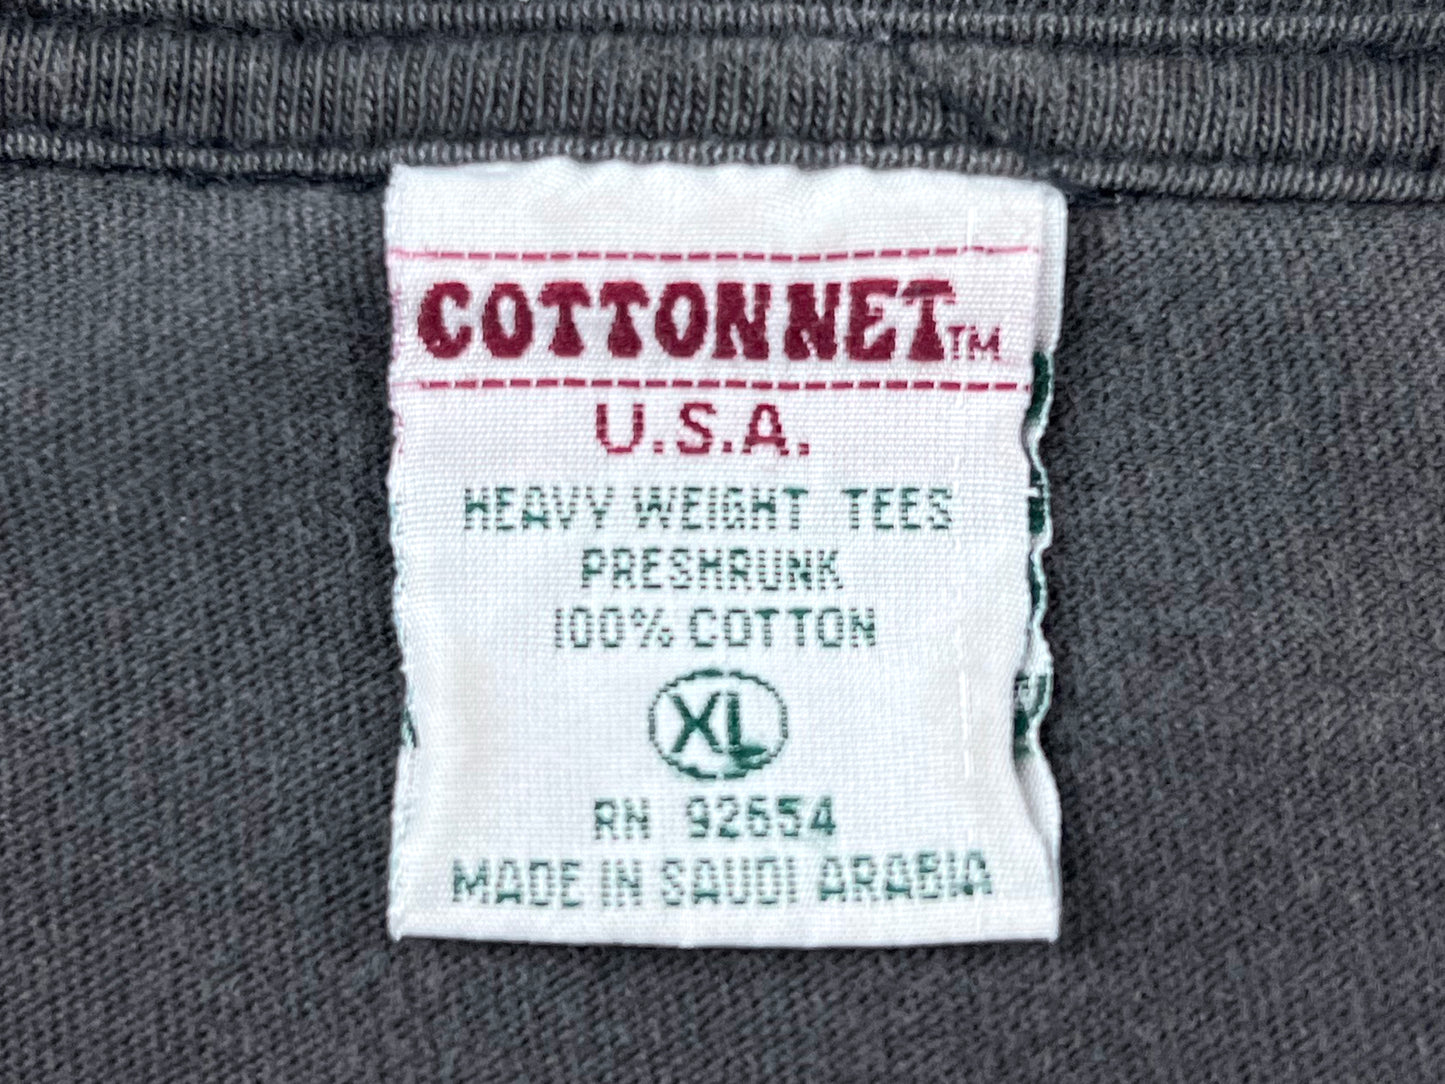 COTTONNET™
U.S.A.
HEAVY WEIGHT TEES
PRESHRUNK
100% COTTON
XL
RN 92654
MADE IN SAUDI ARABIA